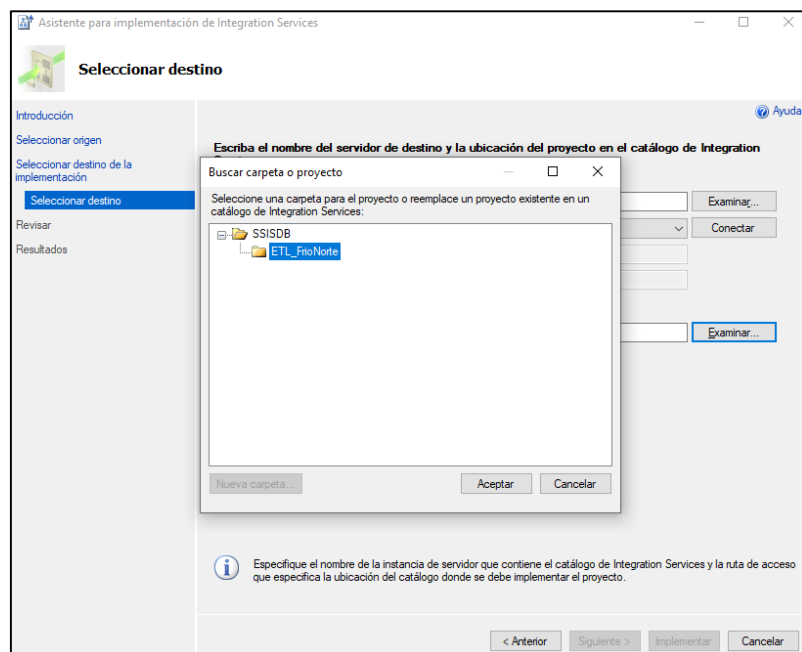 Asistente para implementación de Integration Services
Seleccionar destino
Ayuda
Introducción
Seleccionar origen
Seleccionar destino de la
implementación
Seleccionar destino
Revisar
Resultados
Escriba el nombre del servidor de destino y la ubicación del proyecto en el catálogo de Integration
Buscar carpeta o proyecto
Seleccione una carpeta para el proyecto o reemplace un proyecto existente en un
catálogo de Integration Services:
SSISDB
ETL_FrioNorte
Nueva carpeta...
Aceptar
Cancelar
Examinar...
Conectar
Examinar...
Especifique el nombre de la instancia de servidor que contiene el catálogo de Integration Services y la ruta de acceso
que especifica la ubicación del catálogo donde se debe implementar el proyecto.
< Anterior
Siguiente >
Implementar
Cancelar